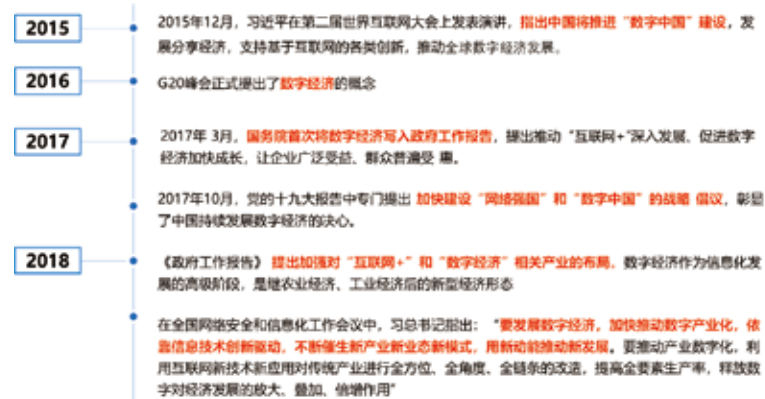 2015
2015年12月，习近平在第二届世界互联网大会上发表演讲，指出中国将推进“数字中国”建设，发
展分享经济，支持基于互联网的各类创新，推动全球数字经济发展。
2016
G20峰会正式提出了数字经济的概念
2017
2017年 3月，国务院首次将数字经济写入政府工作报告，提出推动“互联网+”深入发展、促进数字
经济加快成长，让企业广泛受益、群众普遍受 惠。
2017年10月，党的十九大报告中专门提出 加快建设“网络强国”和“数字中国”的战略 倡议，彰显
了中国持续发展数字经济的决心。
2018
《政府工作报告》 提出加强对“互联网+”和“数字经济”相关产业的布局。数字经济作为信息化发
展的高级阶段，是继农业经济、工业经济后的新型经济形态
在全国网络安全和信息化工作会议中，习总书记指出：“要发展数字经济，加快推动数字产业化，依
靠信息技术创新驱动，不断催生新产业新业态新模式，用新动能推动新发展。要推动产业数字化，利
用互联网新技术新应用对传统产业进行全方位、全角度、全链条的改造，提高全要素生产率，释放数
字对经济发展的放大、叠加、倍增作用”